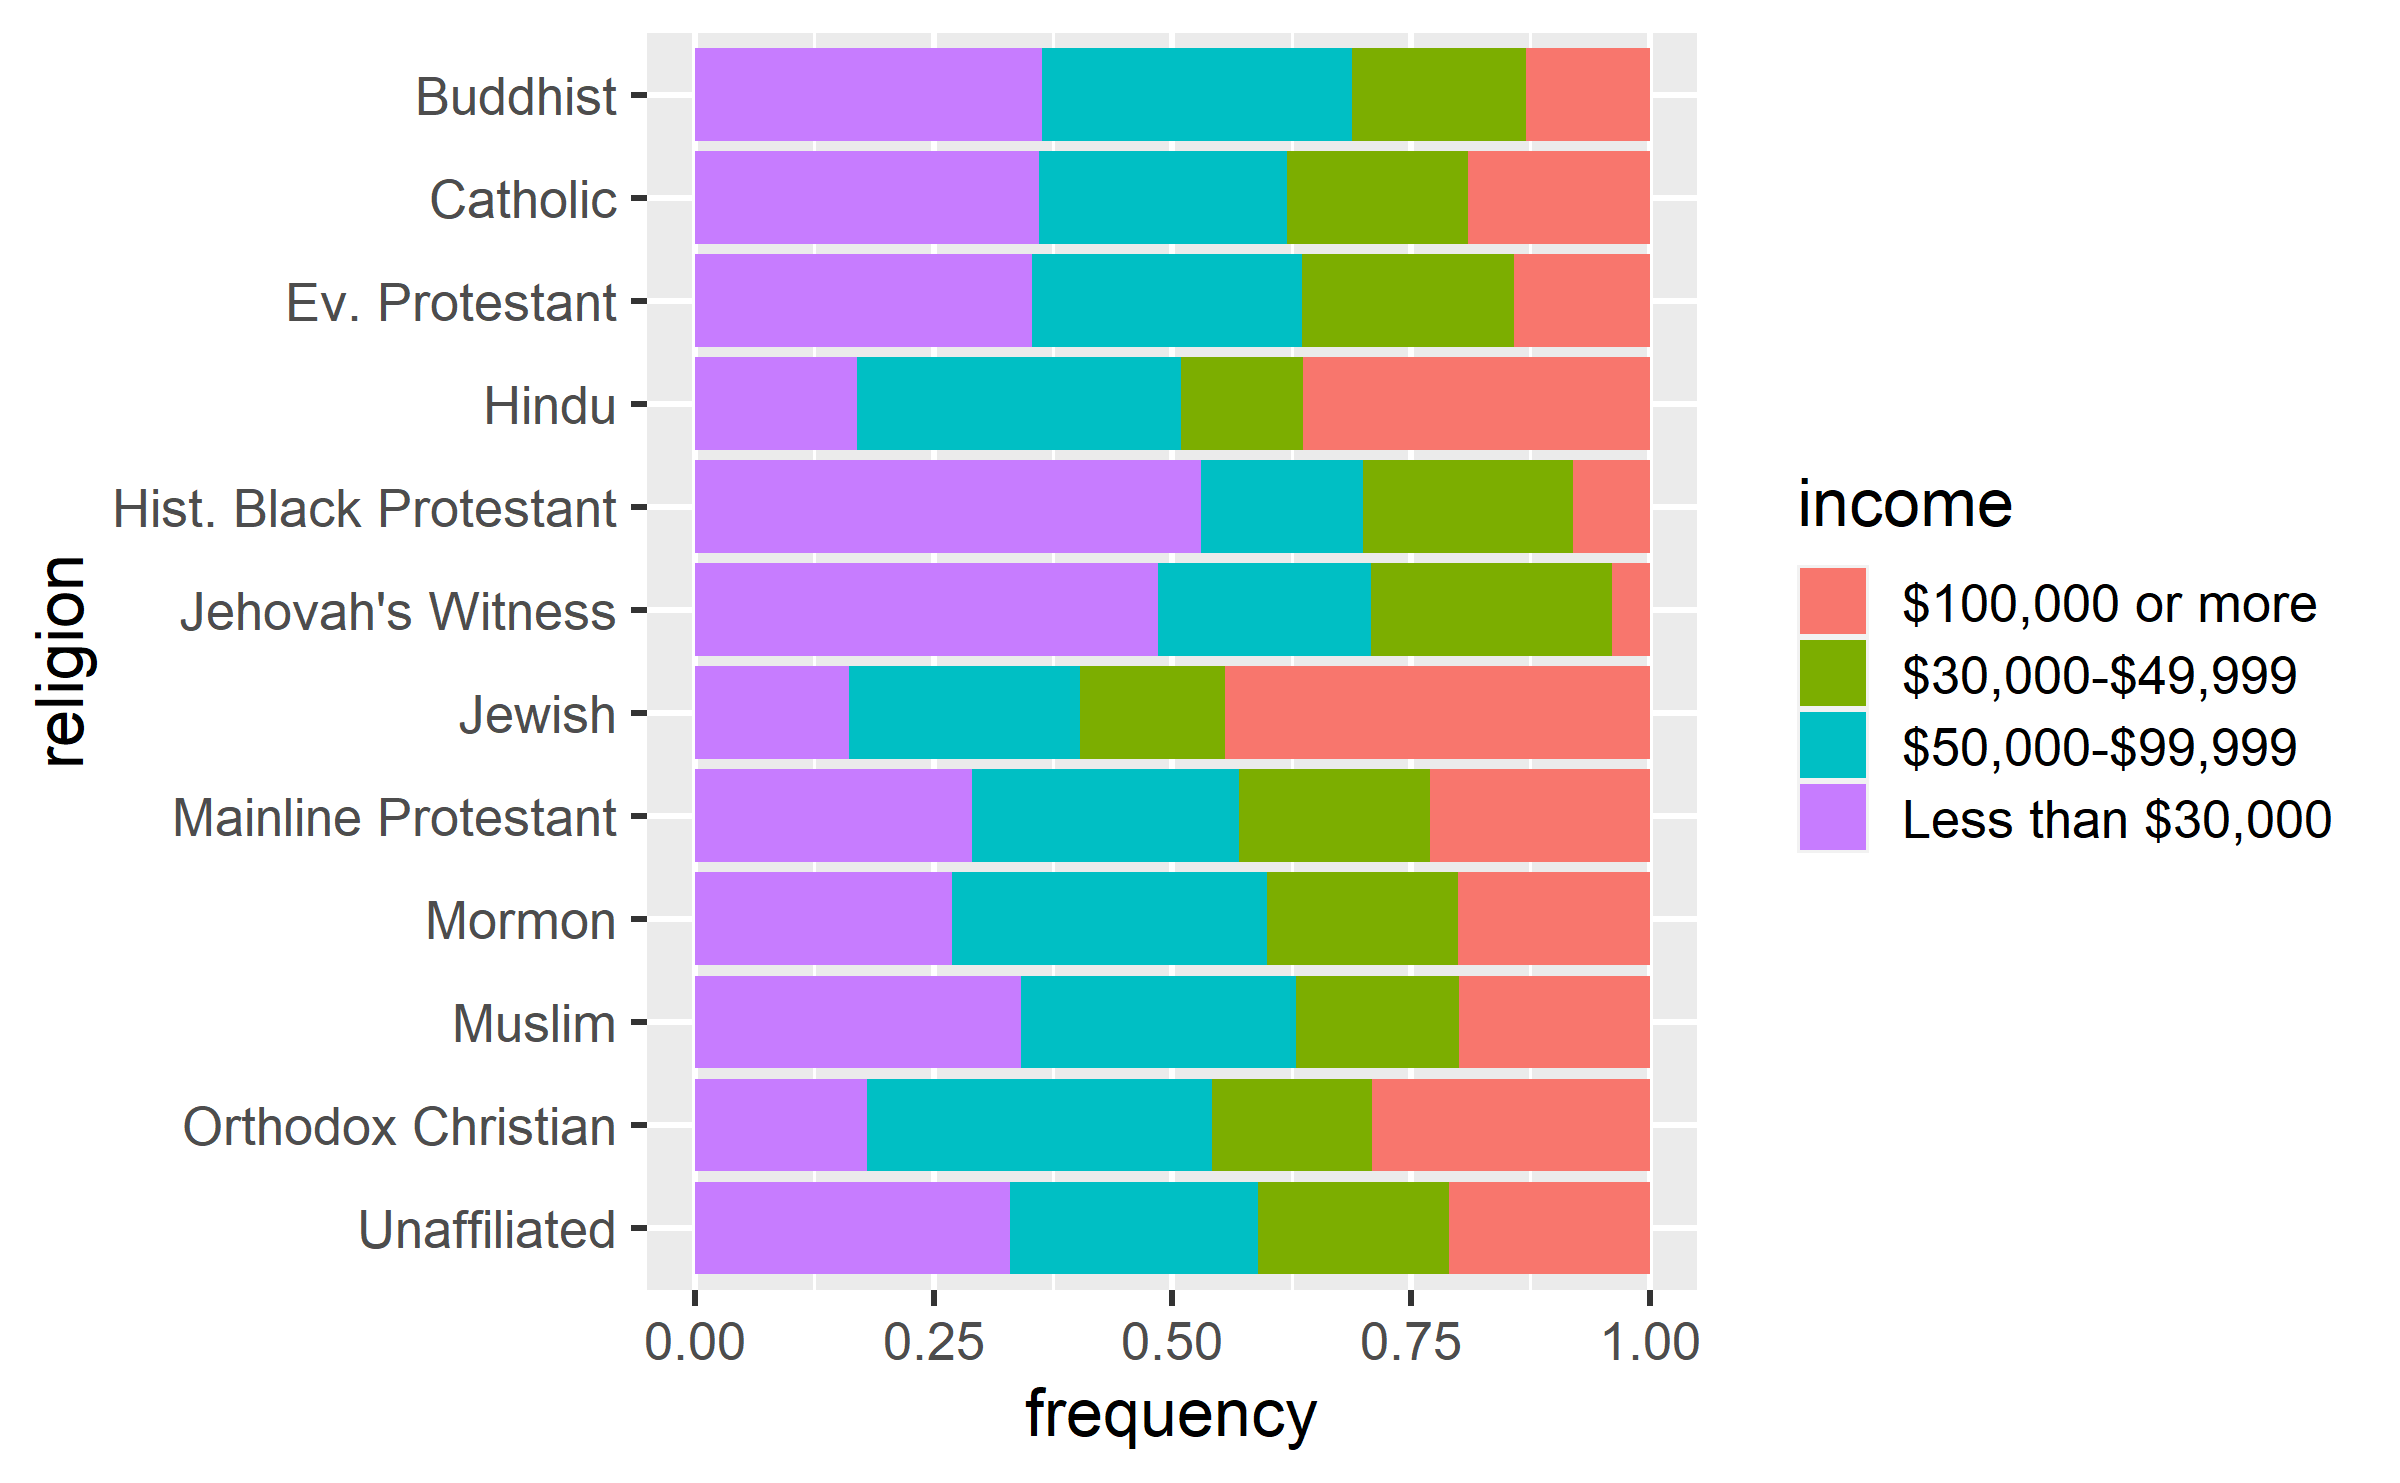 Buddhist
Catholic
Ev. Protestant
Hindu
Hist. Black Protestant
Jehovah's Witness
Jewish
Mainline Protestant
Mormon
Muslim
Orthodox Christian
Unaffiliated
religion
0.00 0.25 0.50 0.75 1.00
frequency
income
$100,000 or more
$30,000-$49,999
$50,000-$99,999
Less than $30,000